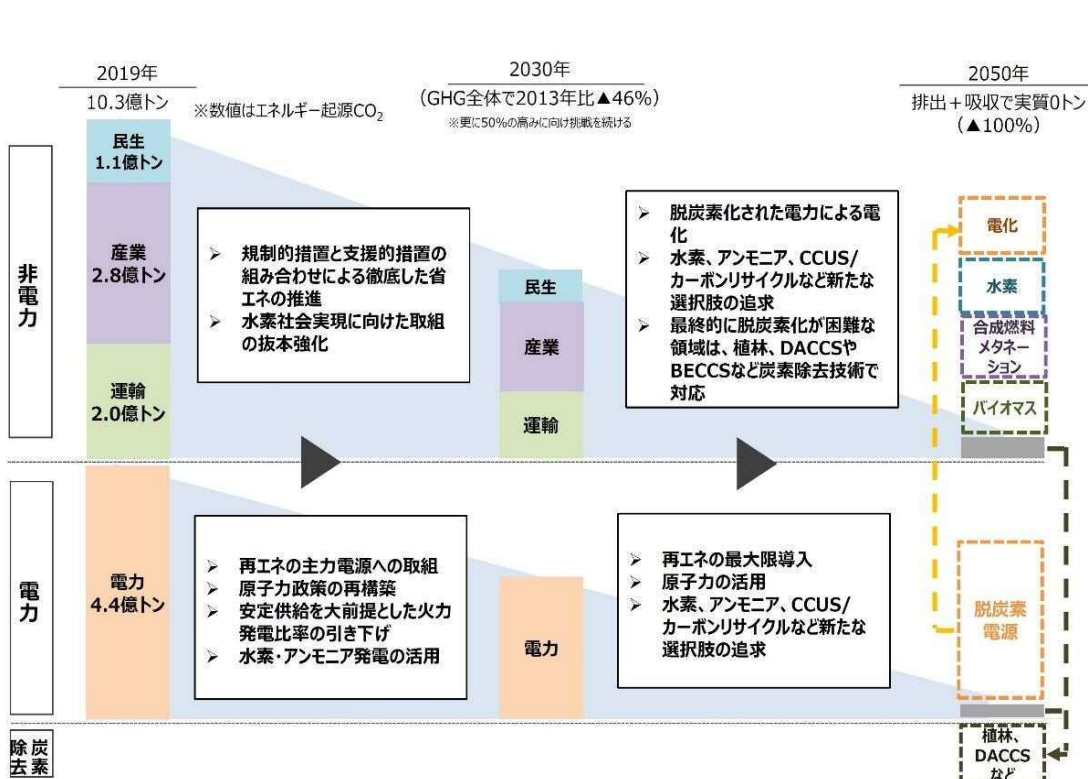 2019年
10.3億トン
※数値はエネルギー起源CO2
2030年
(GHG全体で2013年比▲46%)
※更に50%の高みに向け挑戦を続ける
2050年
排出+吸収で実質0トン
(▲100%)
非電力
民生
1.1億トン
産業
2.8億トン
運輸
2.0億トン
➢ 規制的措置と支援的措置の
組み合わせによる徹底した省
エネの推進
➢ 水素社会実現に向けた取組
の抜本強化
民生
産業
運輸
➢ 脱炭素化された電力による電
化
➢ 水素、アンモニア、CCUS/
カーボンリサイクルなど新たな
選択肢の追求
➢ 最終的に脱炭素化が困難な
領域は、植林、DACCSや
BECCSなど炭素除去技術で
対応
電化
水素
合成燃料
メタネー
ション
バイオマス
電力
電力
4.4億トン
➢ 再エネの主力電源への取組
➢ 原子力政策の再構築
➢ 安定供給を大前提とした火力
発電比率の引き下げ
➢ 水素・アンモニア発電の活用
電力
➢ 再エネの最大限導入
➢ 原子力の活用
➢ 水素、アンモニア、CCUS/
カーボンリサイクルなど新たな
選択肢の追求
脱炭素
電源
炭素
除去
植林、
DACCS
など